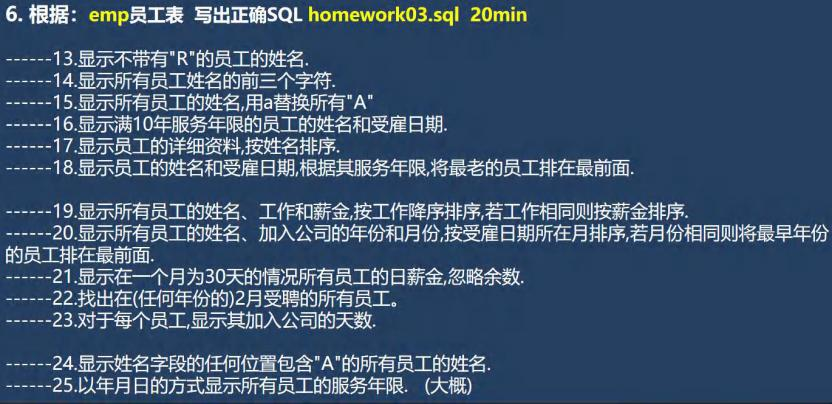 6. 根据：emp员工表 写出正确SQL homework03.sql 20min
------13.显示不带有"R"的员工的姓名.
------14.显示所有员工姓名的前三个字符.
------15.显示所有员工的姓名,用a替换所有"A"
------16.显示满10年服务年限的员工的姓名和受雇日期.
------17.显示员工的详细资料,按姓名排序.
------18.显示员工的姓名和受雇日期,根据其服务年限,将最老的员工排在最前面.
------19.显示所有员工的姓名、工作和薪金,按工作降序排序,若工作相同则按薪金排序.
------20.显示所有员工的姓名、加入公司的年份和月份,按受雇日期所在月排序,若月份相同则将最早年份
的员工排在最前面.
------21.显示在一个月为30天的情况所有员工的日薪金,忽略余数.
------22.找出在(任何年份的)2月受聘的所有员工。
------23.对于每个员工,显示其加入公司的天数.
------24.显示姓名字段的任何位置包含"A"的所有员工的姓名.
------25.以年月日的方式显示所有员工的服务年限. (大概)